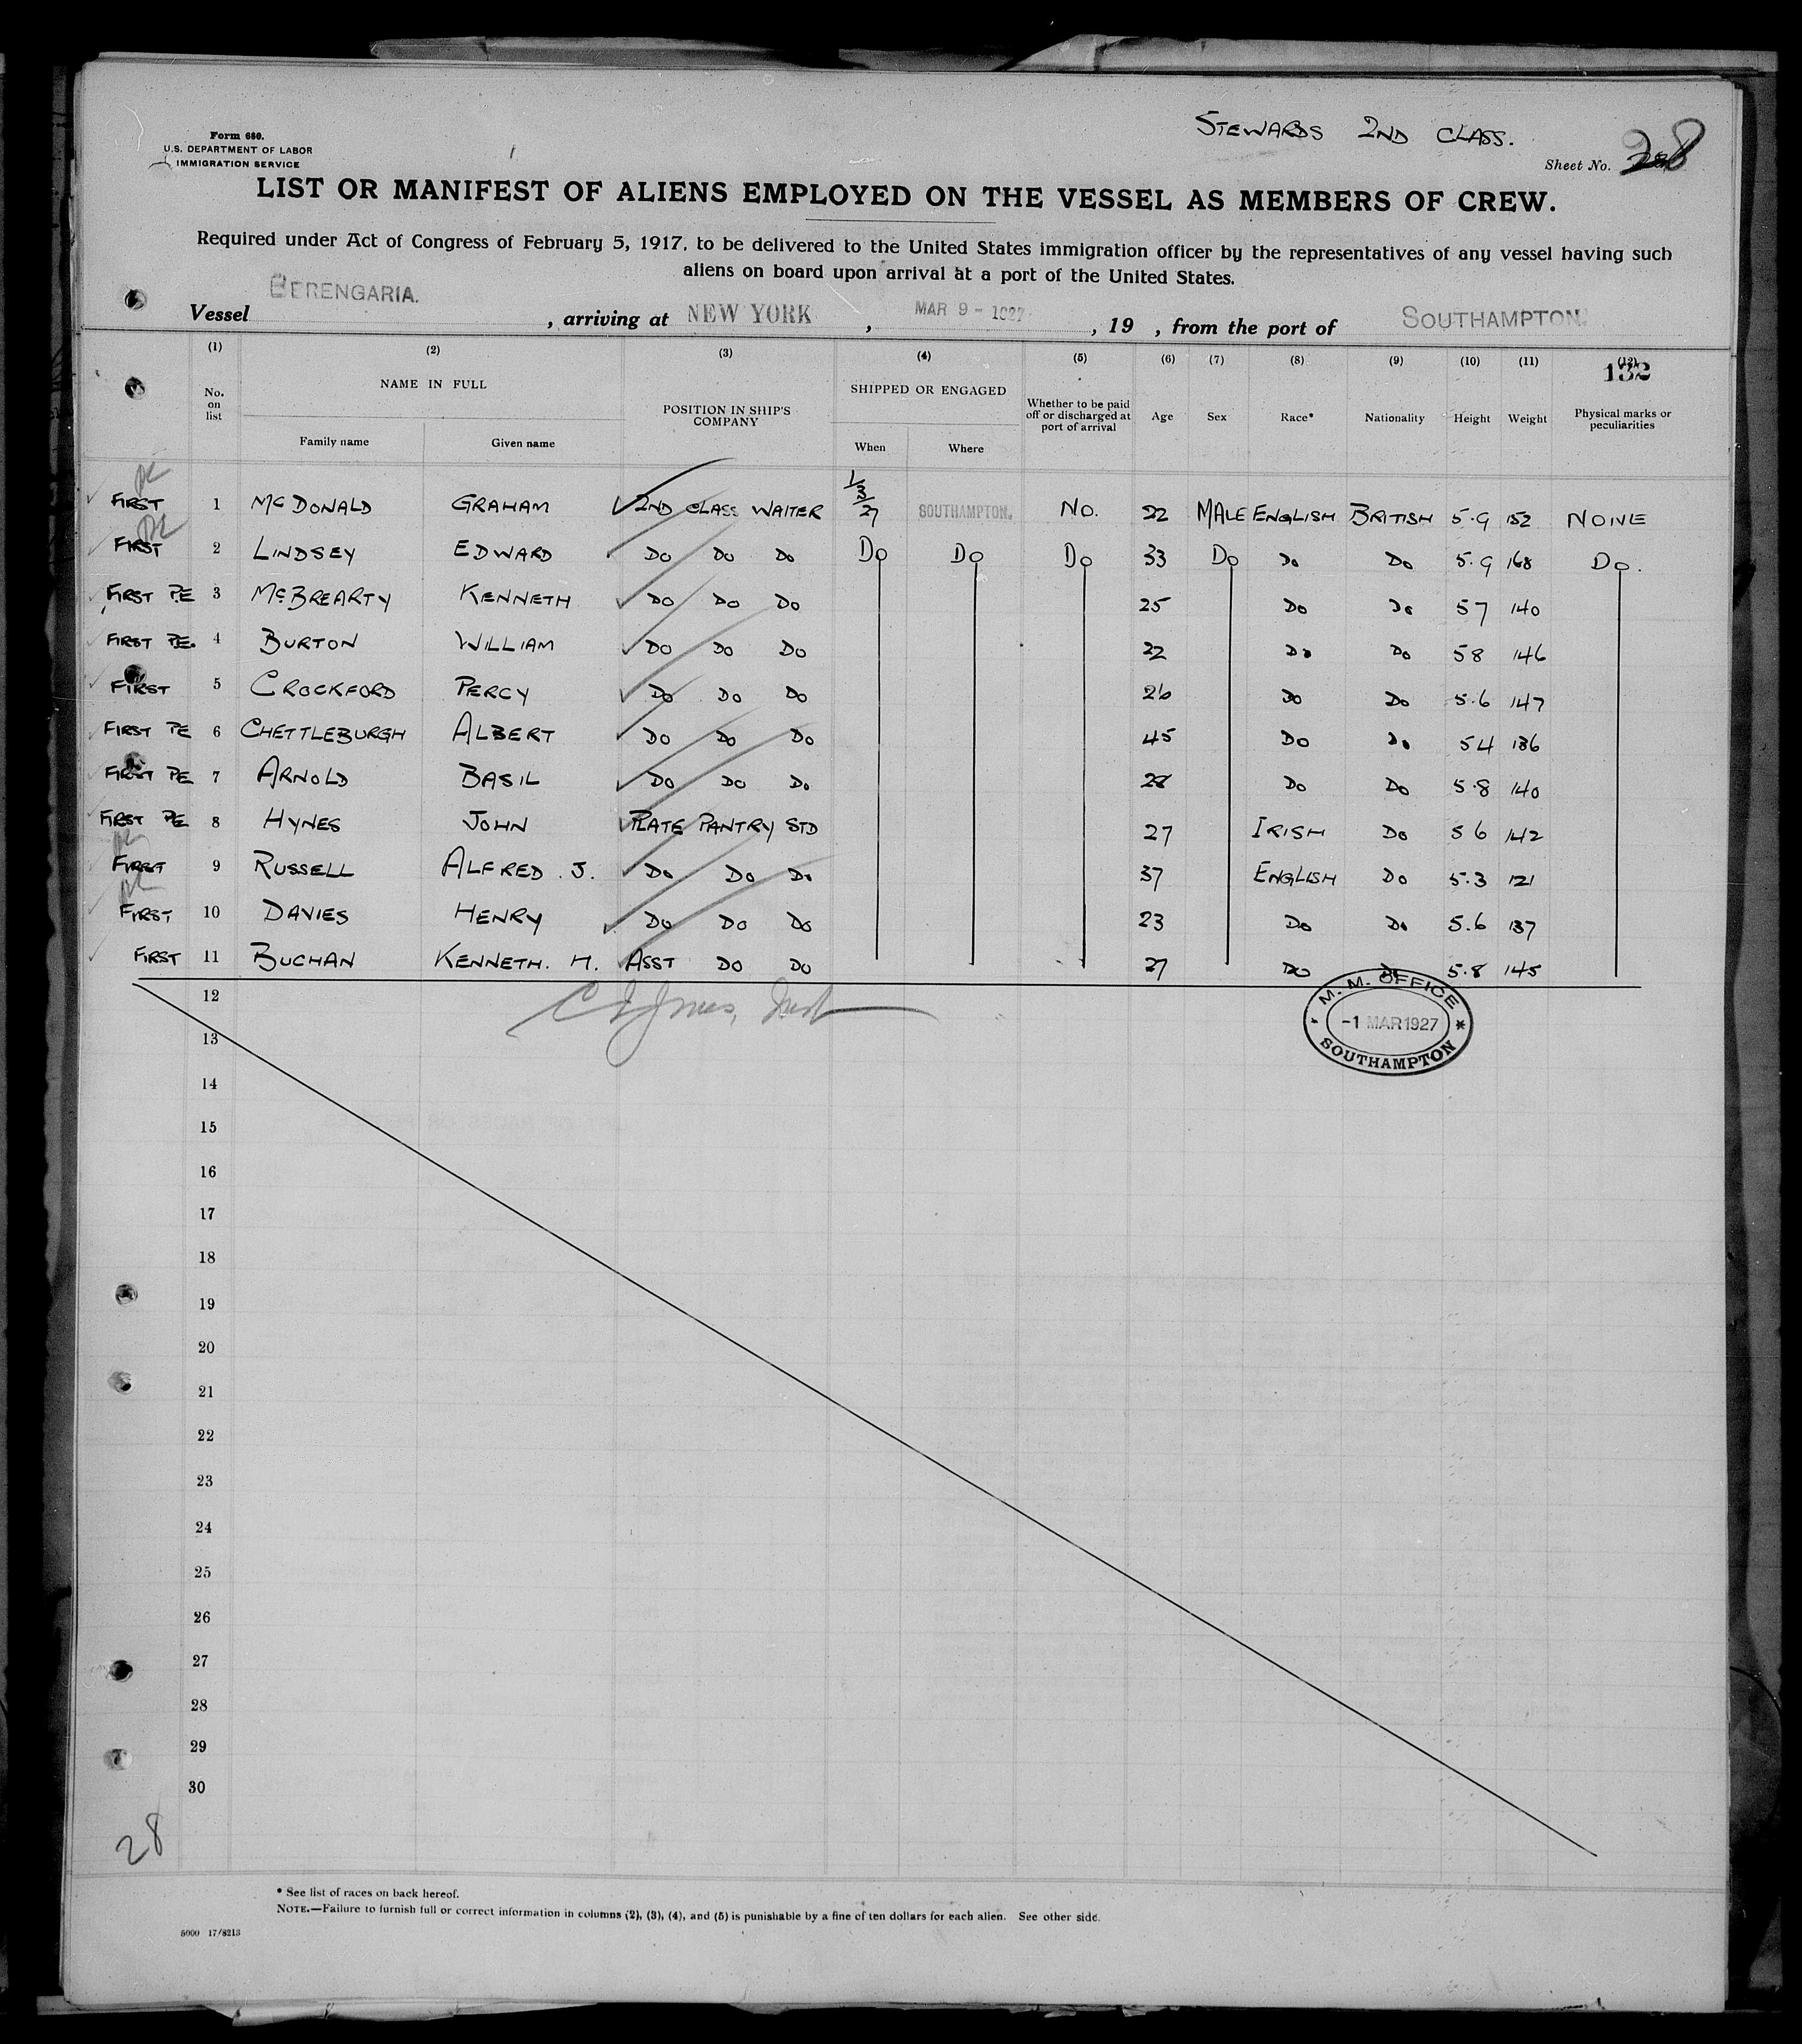 STEWARDS 2ND CLASS.
Form 680.
U.S. DEPARTMENT OF LABOR
IMMIGRATION SERVICE
Sheet No. 28
LIST OR MANIFEST OF ALIENS EMPLOYED ON THE VESSEL AS MEMBERS OF CREW.
Required under Act of Congress of February 5, 1917, to be delivered to the United States immigration officer by the representatives of any vessel having such
aliens on board upon arrival at a port of the United States.
Vessel BERENGARIA. , arriving at NEW YORK , MAR 9 - 1927 , 19 , from the port of SOUTHAMPTON.
(1) (2) (3) (4) (5) (6) (7) (8) (9) (10) (11) (12)
132
No. on list NAME IN FULL POSITION IN SHIP'S COMPANY SHIPPED OR ENGAGED Whether to be paid off or discharged at port of arrival Age Sex Race* Nationality Height Weight Physical marks or peculiarities
Family name Given name When Where
FIRST 1 McDONALD GRAHAM 2ND CLASS WAITER 1/3/27 SOUTHAMPTON. NO. 22 MALE ENGLISH BRITISH 5.9 152 NONE
FIRST 2 LINDSEY EDWARD DO DO DO DO DO DO 33 DO DO DO 5.9 168 DO.
FIRST PE 3 McBREARTY KENNETH DO DO DO 25 DO DO 57 140
FIRST PE. 4 BURTON WILLIAM DO DO DO 22 DO DO 58 146
FIRST 5 CROCKFORD PERCY DO DO DO 26 DO DO 5.6 147
FIRST PE 6 CHETTLEBURGH ALBERT DO DO DO 45 DO DO 54 136
FIRST PE 7 ARNOLD BASIL DO DO DO 28 DO DO 5.8 140
FIRST PE 8 HYNES JOHN PLATE PANTRY STD 27 IRISH DO 56 142
FIRST 9 RUSSELL ALFRED. J. DO DO DO 37 ENGLISH DO 5.3 121
FIRST 10 DAVIES HENRY DO DO DO 23 DO DO 5.6 137
FIRST 11 BUCHAN KENNETH. H. ASST DO DO 27 DO DO 5.8 145
12
M. M. OFFICE
-1 MAR 1927
SOUTHAMPTON
13
14
15
16
17
18
19
20
21
22
23
24
25
26
27
28
29
30
28
* See list of races on back hereof.
NOTE.—Failure to furnish full or correct information in columns (2), (3), (4), and (5) is punishable by a fine of ten dollars for each alien. See other side.
5000 17/8213